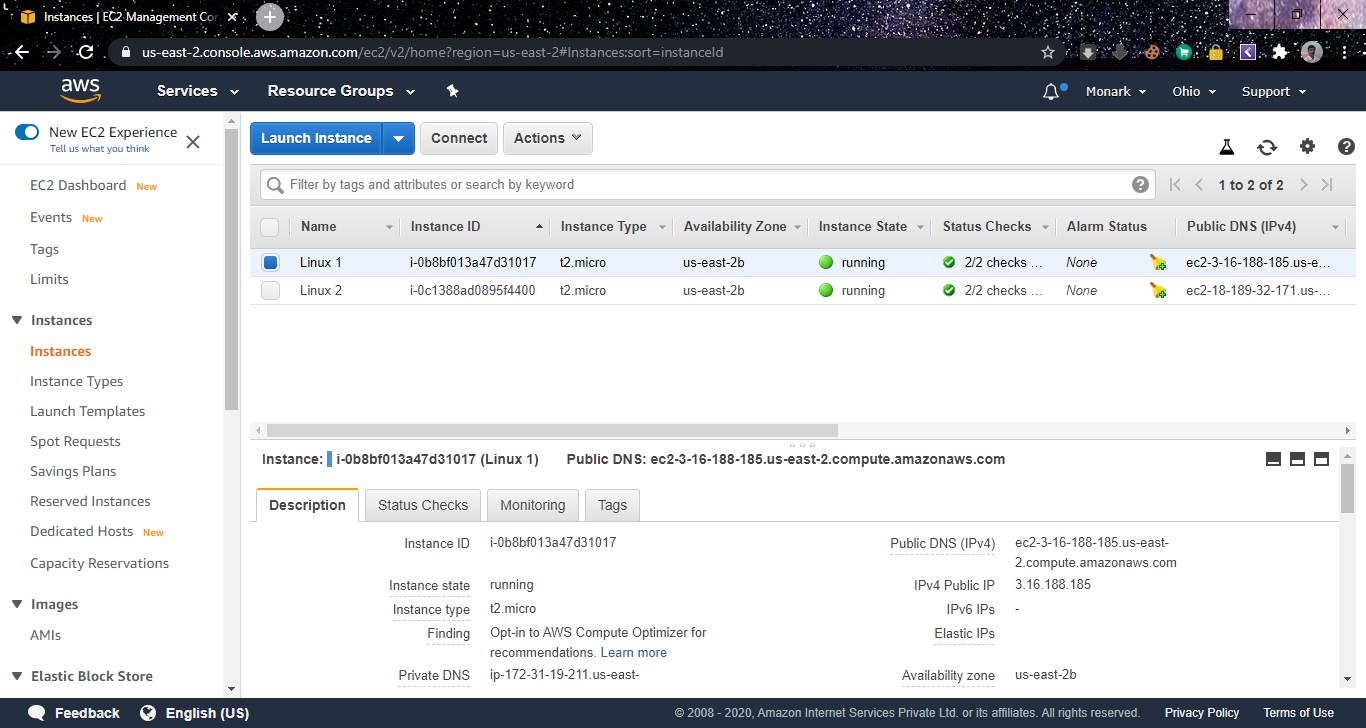 Instances | EC2 Management Con
us-east-2.console.aws.amazon.com/ec2/v2/home?region=us-east-2#Instances:sort=instanceId
aws
Services
Resource Groups
Monark
Ohio
Support
New EC2 Experience
Tell us what you think
EC2 Dashboard New
Events New
Tags
Limits
Instances
Instances
Instance Types
Launch Templates
Spot Requests
Savings Plans
Reserved Instances
Dedicated Hosts New
Capacity Reservations
Images
AMIs
Elastic Block Store
Launch Instance
Connect
Actions
Filter by tags and attributes or search by keyword
1 to 2 of 2
Name Instance ID Instance Type Availability Zone Instance State Status Checks Alarm Status Public DNS (IPv4)
Linux 1 i-0b8bf013a47d31017 t2.micro us-east-2b running 2/2 checks ... None ec2-3-16-188-185.us-e...
Linux 2 i-0c1388ad0895f4400 t2.micro us-east-2b running 2/2 checks ... None ec2-18-189-32-171.us-...
Instance: i-0b8bf013a47d31017 (Linux 1) Public DNS: ec2-3-16-188-185.us-east-2.compute.amazonaws.com
Description Status Checks Monitoring Tags
Instance ID i-0b8bf013a47d31017
Instance state running
Instance type t2.micro
Finding Opt-in to AWS Compute Optimizer for
recommendations. Learn more
Private DNS ip-172-31-19-211.us-east-
Public DNS (IPv4) ec2-3-16-188-185.us-east-
2.compute.amazonaws.com
IPv4 Public IP 3.16.188.185
IPv6 IPs -
Elastic IPs
Availability zone us-east-2b
Feedback
English (US)
© 2008 - 2020, Amazon Internet Services Private Ltd. or its affiliates. All rights reserved.
Privacy Policy
Terms of Use